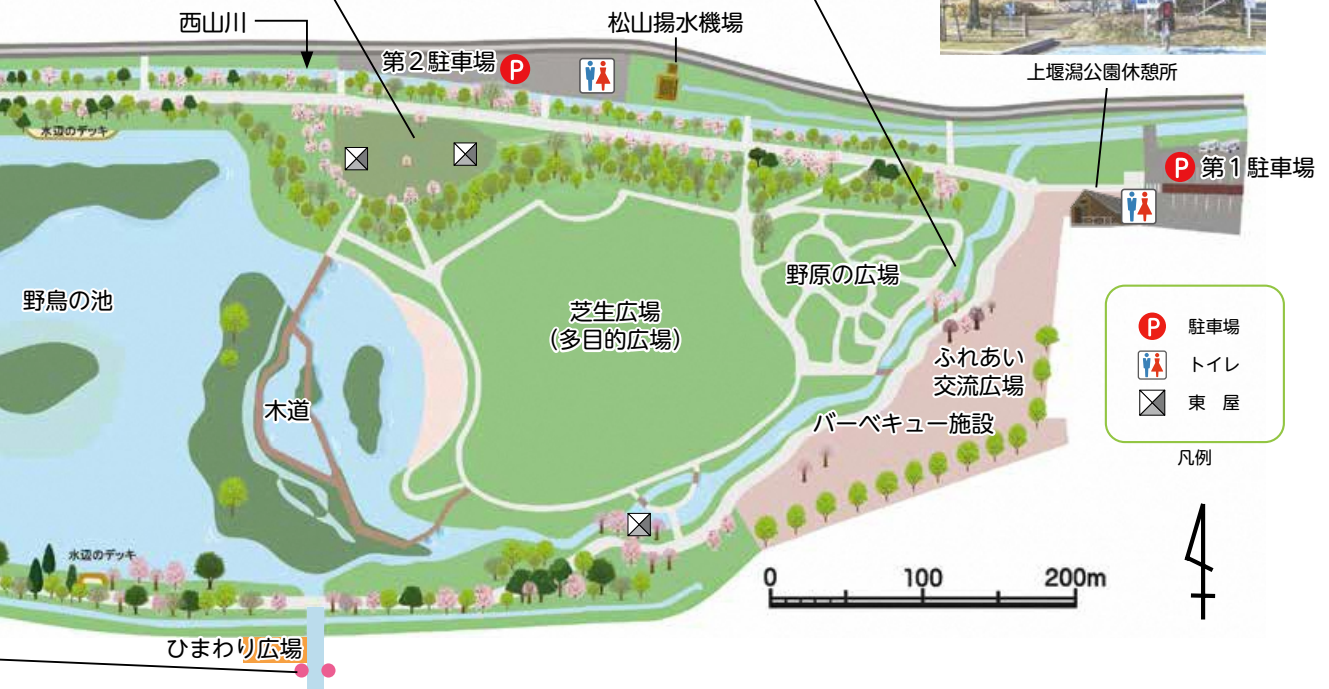 西山川
松山揚水機場
上堰潟公園休憩所
第2駐車場
P
水辺のデッキ
P
第1駐車場
野鳥の池
芝生広場
(多目的広場)
野原の広場
木道
ふれあい
交流広場
バーベキュー施設
P 駐車場
トイレ
東 屋
凡例
水辺のデッキ
0 100 200m
ひまわり広場